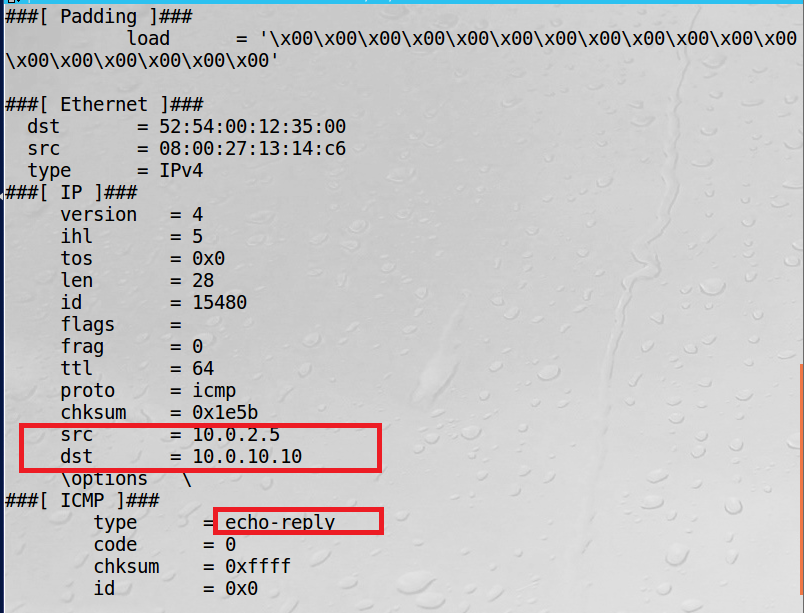 ###[ Padding ]###
load = '\x00\x00\x00\x00\x00\x00\x00\x00\x00\x00\x00\x00
\x00\x00\x00\x00\x00\x00'
###[ Ethernet ]###
dst = 52:54:00:12:35:00
src = 08:00:27:13:14:c6
type = IPv4
###[ IP ]###
version = 4
ihl = 5
tos = 0x0
len = 28
id = 15480
flags =
frag = 0
ttl = 64
proto = icmp
chksum = 0x1e5b
src = 10.0.2.5
dst = 10.0.10.10
\options \
###[ ICMP ]###
type = echo-reply
code = 0
chksum = 0xffff
id = 0x0